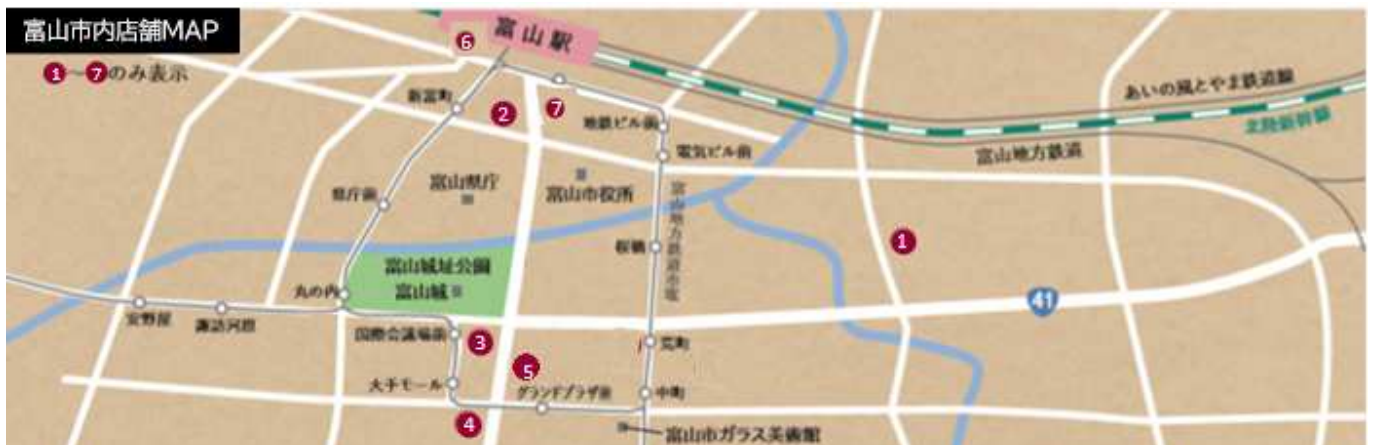 富山市内店舗MAP
1～7のみ表示
6
富山駅
あいの風とやま鉄道線
北陸新幹線
富山地方鉄道
新富町
2
7
地鉄ビル前
電気ビル前
富山県庁
富山市役所
県庁前
富山地方鉄道市電
桜橋
1
富山城址公園
富山城
丸の内
安野屋
諏訪河原
国際会議場前
3
41
荒町
5
大手モール
グランドプラザ前
中町
4
富山市ガラス美術館